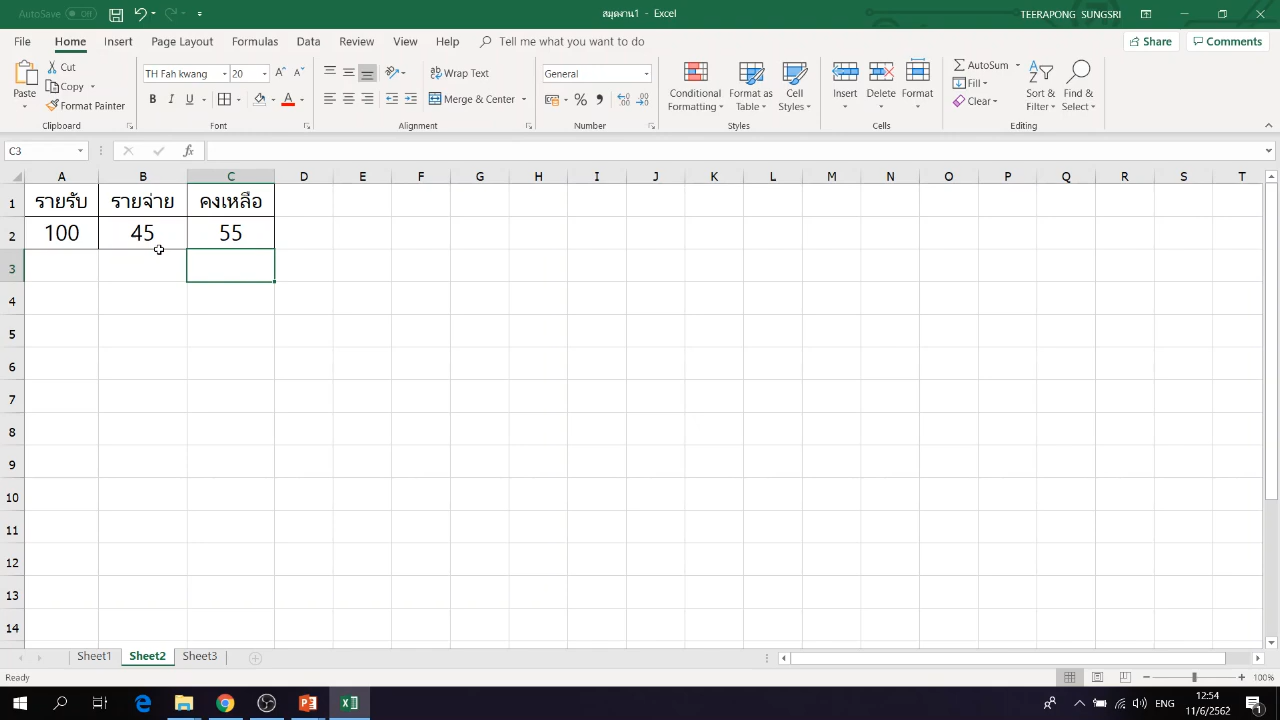 AutoSave Off สมุดงาน1 - Excel TEERAPONG SUNGSRI
File Home Insert Page Layout Formulas Data Review View Help Tell me what you want to do Share Comments
Paste Cut Copy Format Painter
TH Fah kwang 20
B I U
Wrap Text
Merge & Center
General
Conditional Formatting Format as Table Cell Styles Insert Delete Format
AutoSum Fill Clear
Sort & Filter Find & Select
Clipboard Font Alignment Number Styles Cells Editing
C3 fx
A B C D E F G H I J K L M N O P Q R S T
1 รายรับ รายจ่าย คงเหลือ
2 100 45 55
3
4
5
6
7
8
9
10
11
12
13
14
Sheet1 Sheet2 Sheet3
Ready 100%
ENG 12:54
11/6/2562